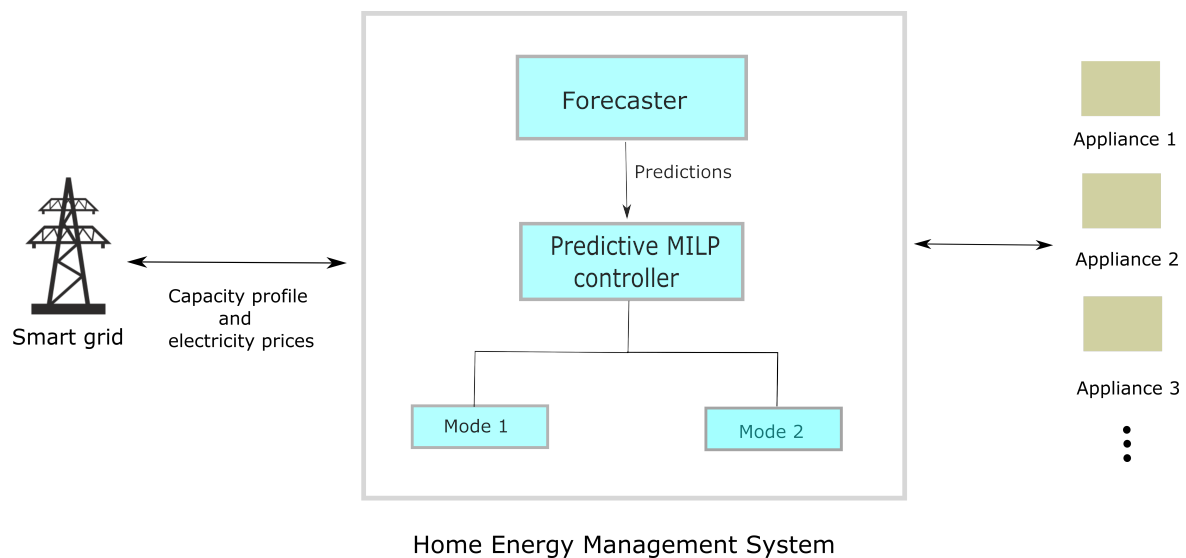 Forecaster
Predictions
Predictive MILP
controller
Mode 1
Mode 2
Smart grid
Capacity profile
and
electricity prices
Appliance 1
Appliance 2
Appliance 3
Home Energy Management System